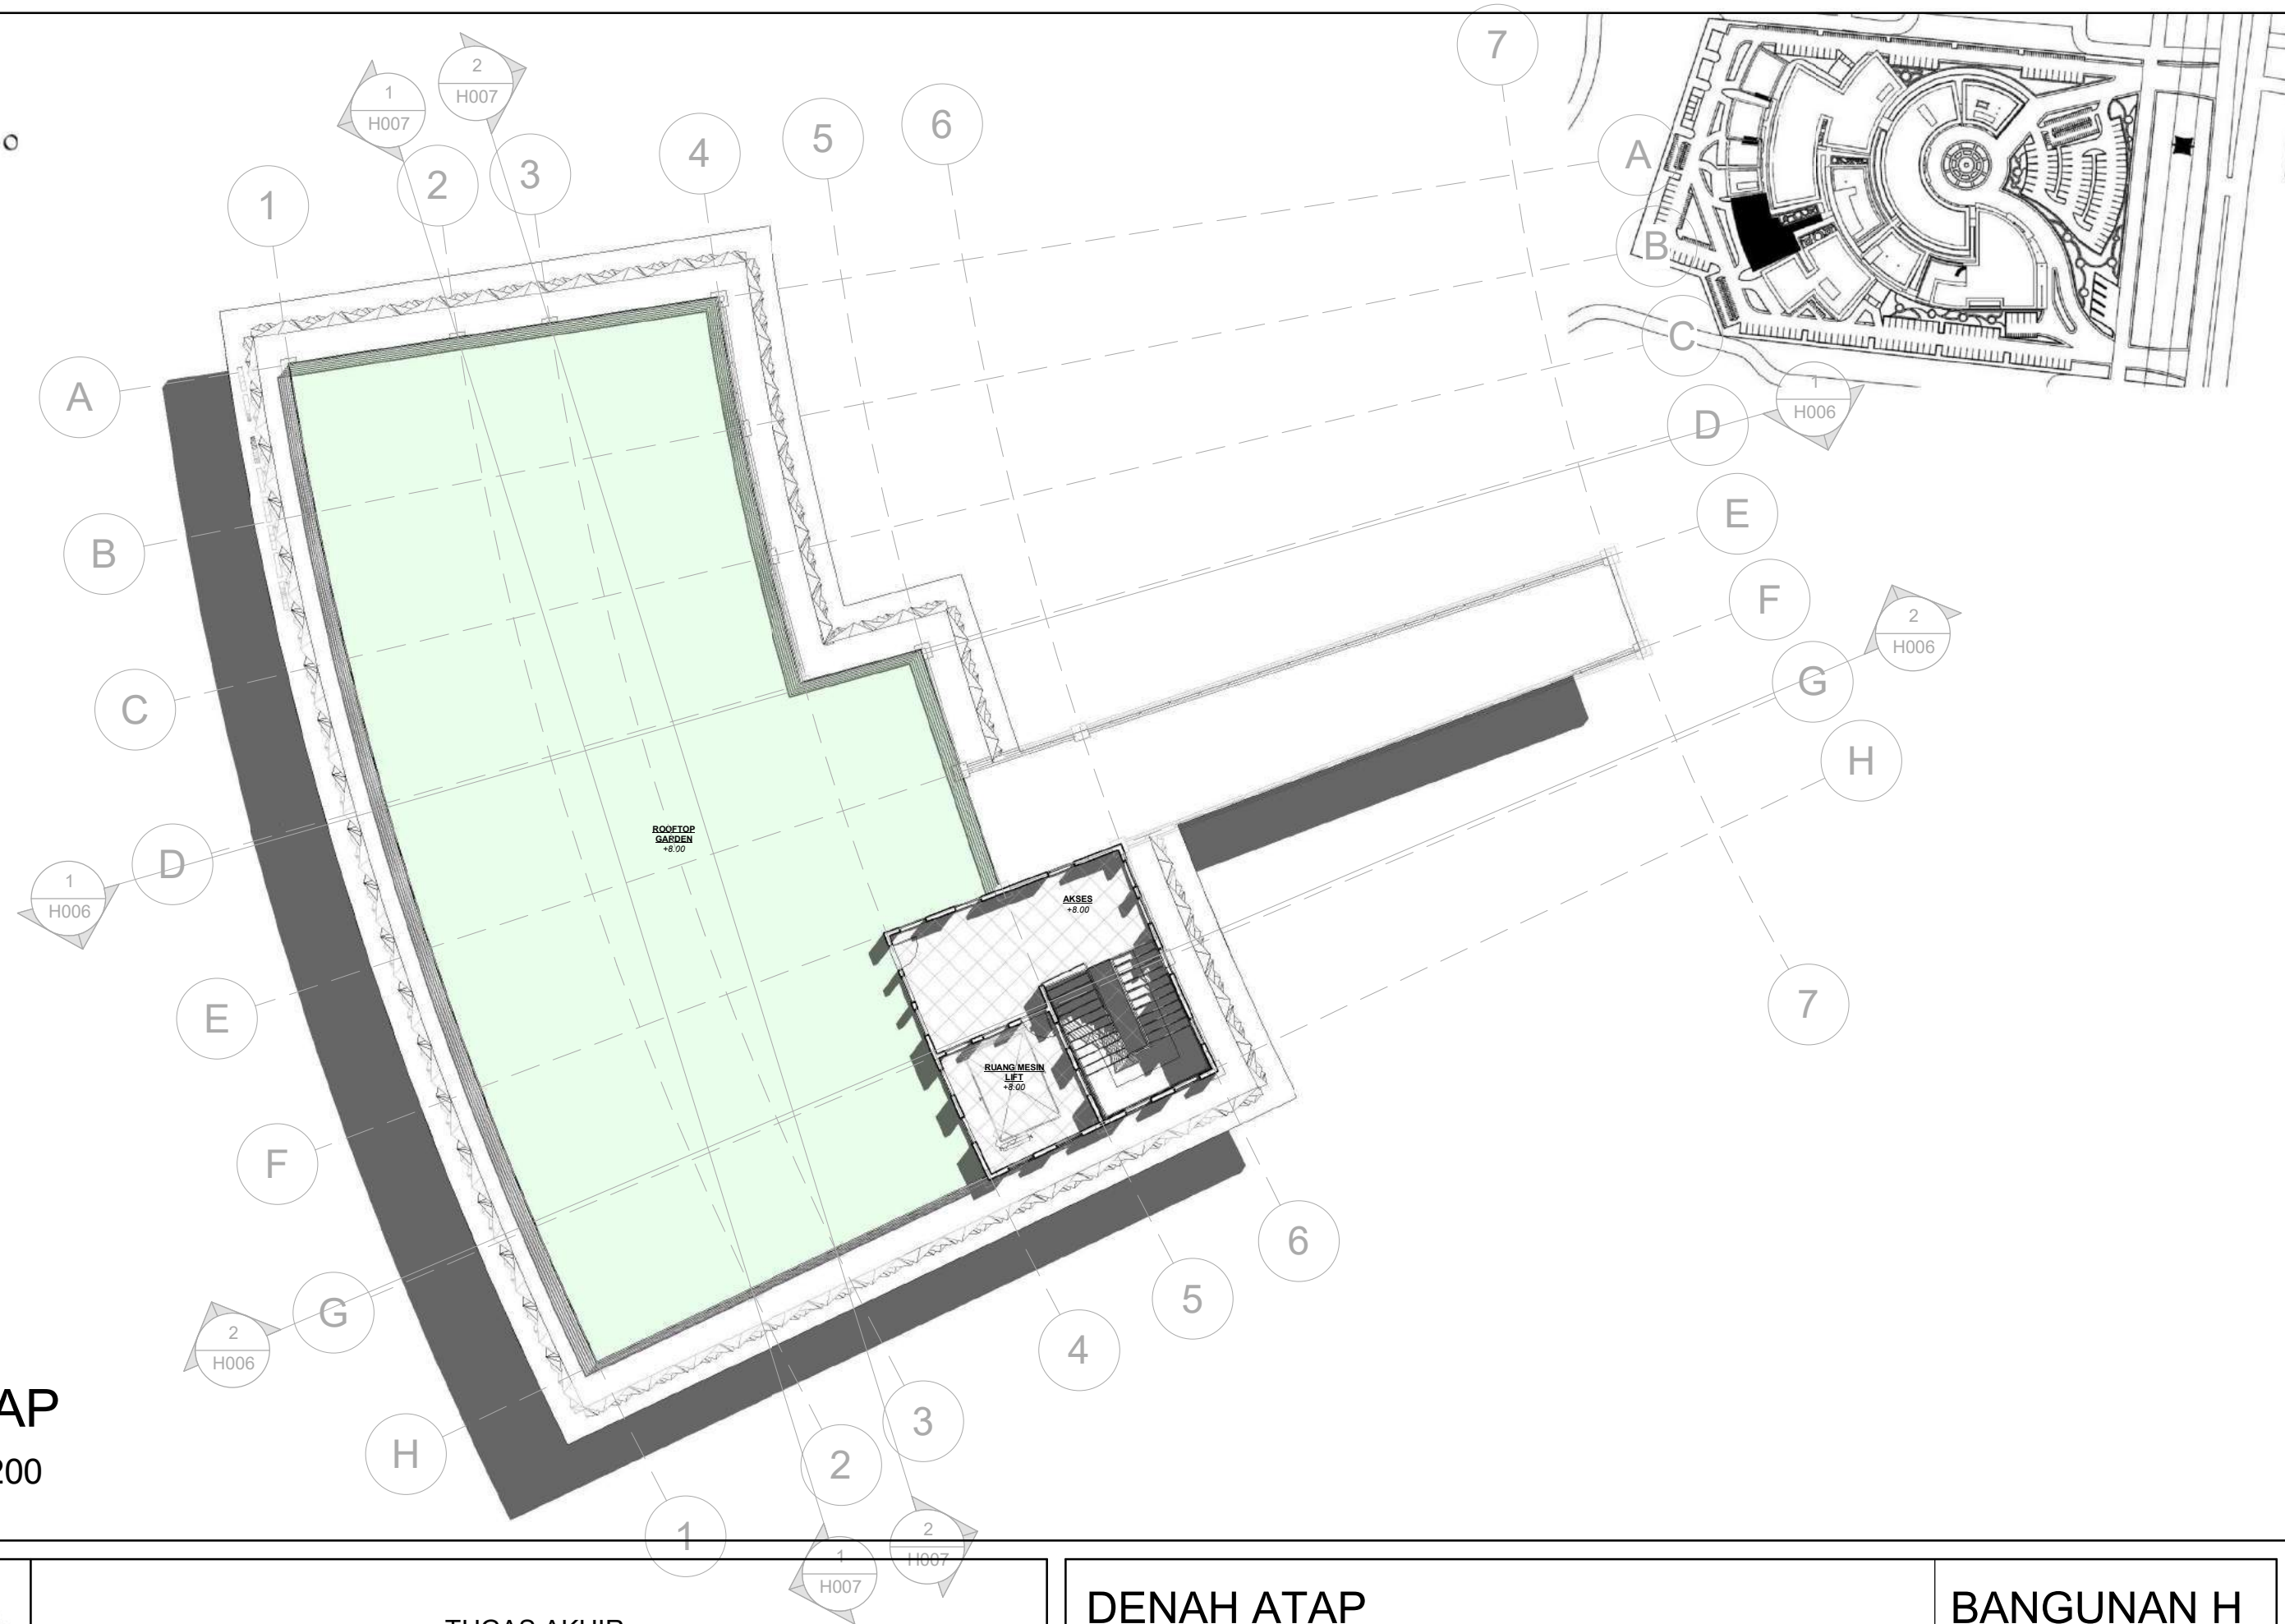 7
2
H007
1
H007
6
5
4
3
2
1
A
B
C
D
1
H006
E
F
2
H006
G
H
7
A
B
C
D
1
H006
E
F
G
2
H006
H
ROOFTOP
GARDEN
+8.00
AKSES
+8.00
RUANG MESIN
LIFT
+8.00
6
5
4
3
2
1
2
H007
1
H007
AP
200
TUGAS AKHIR
DENAH ATAP
BANGUNAN H